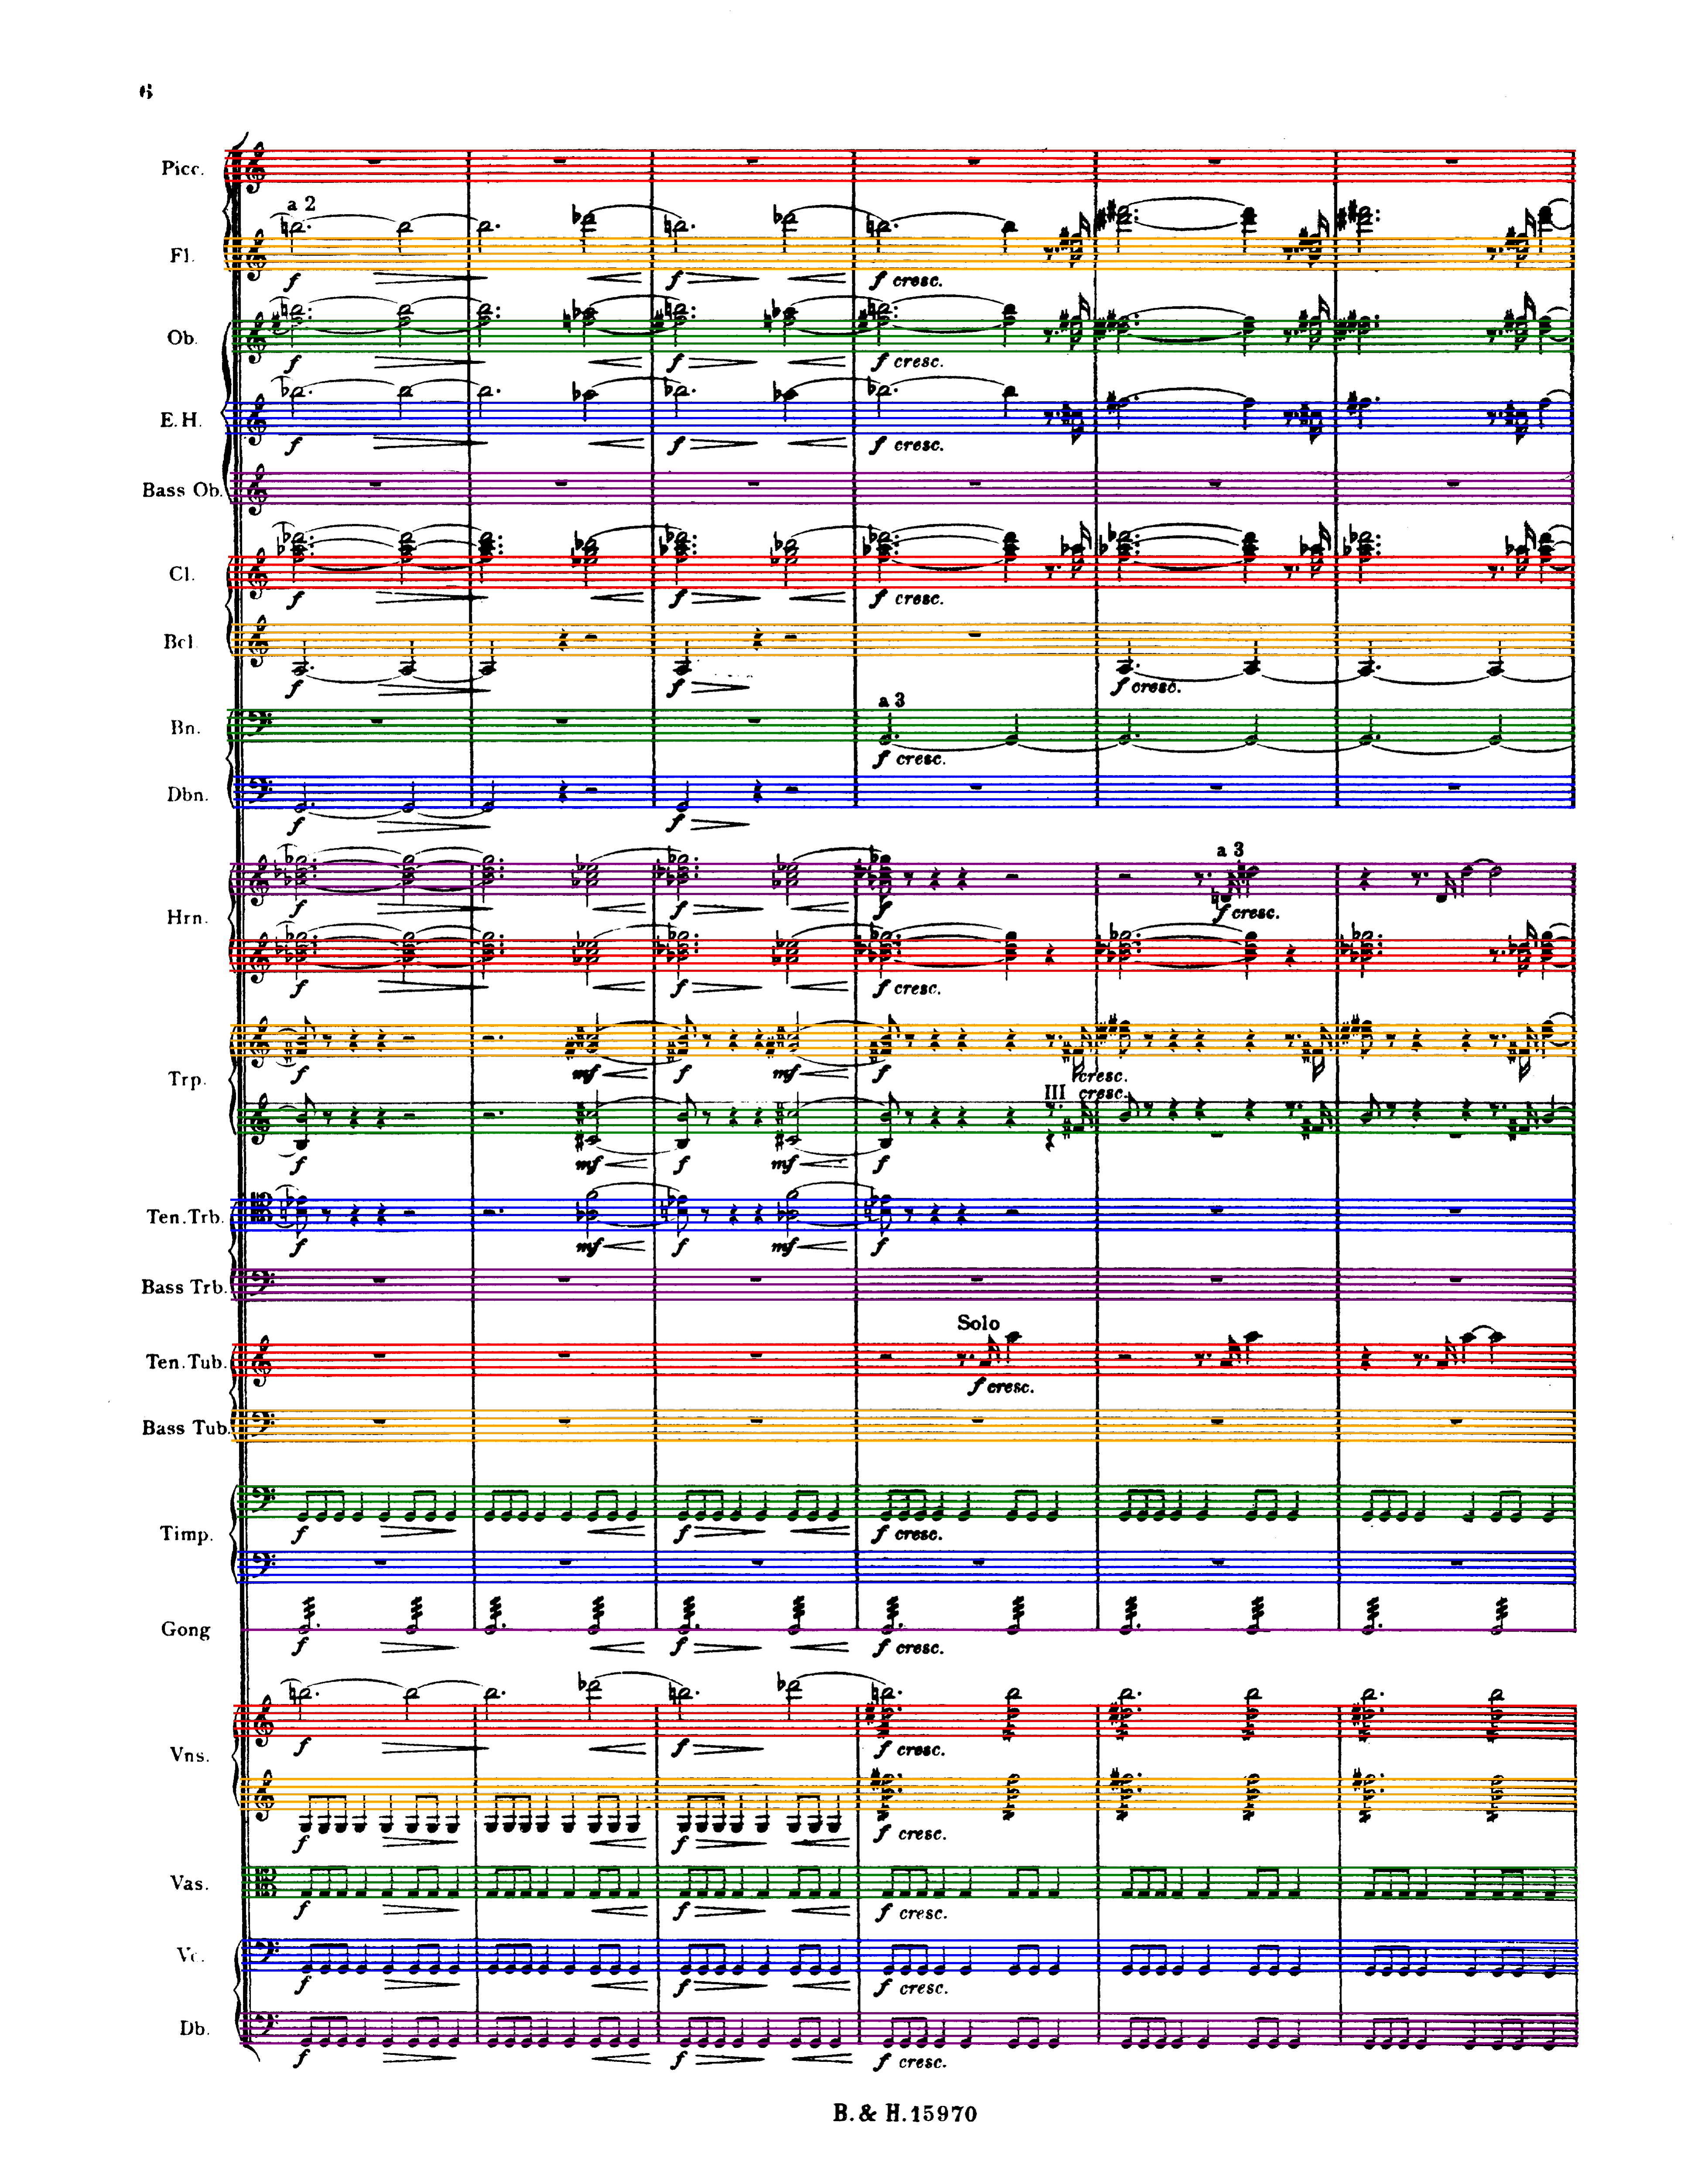 6
Picc.
a 2
Fl.
f
f
f cresc.
Ob.
f
f
f cresc.
E.H.
f
f
f cresc.
Bass Ob.
Cl.
f
f
f cresc.
Bcl.
f
f
f cresc.
a 3
Bn.
f cresc.
Dbn.
f
f
a 3
f
f
f
f cresc.
Hrn.
f
f
f cresc.
f
mf
f
mf
f
cresc.
Trp.
III cresc.
f
mf
f
mf
f
Ten.Trb.
f
mf
f
mf
f
Bass Trb.
Solo
Ten.Tub.
f cresc.
Bass Tub.
f
f
f cresc.
Timp.
Gong
f
f
f cresc.
f
f
f cresc.
Vns.
f
f
f cresc.
Vas.
f
f
f cresc.
Vc.
f
f
f cresc.
Db.
f
f
f cresc.
B. & H. 15970